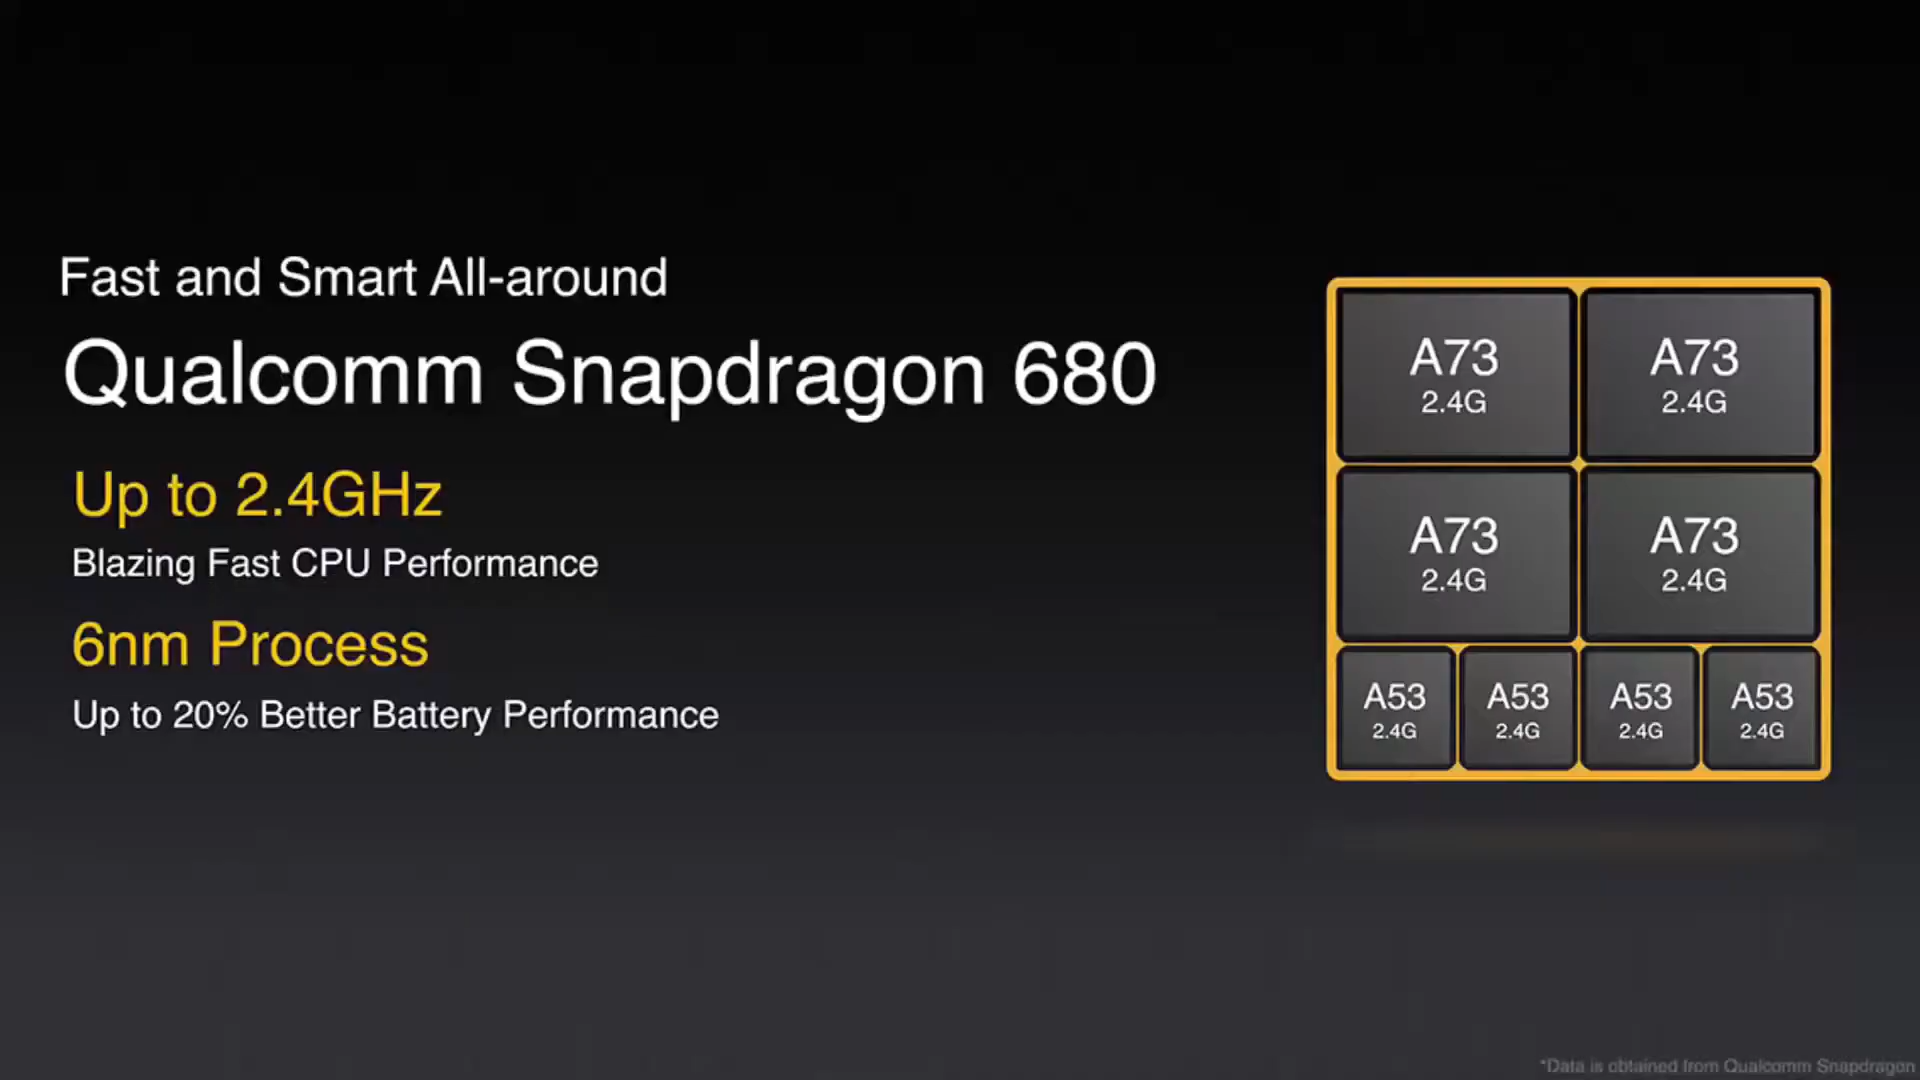 Fast and Smart All-around
Qualcomm Snapdragon 680
Up to 2.4GHz
Blazing Fast CPU Performance
6nm Process
Up to 20% Better Battery Performance
A73 A73
2.4G 2.4G
A73 A73
2.4G 2.4G
A53 A53 A53 A53
2.4G 2.4G 2.4G 2.4G
*Data is obtained from Qualcomm Snapdragon